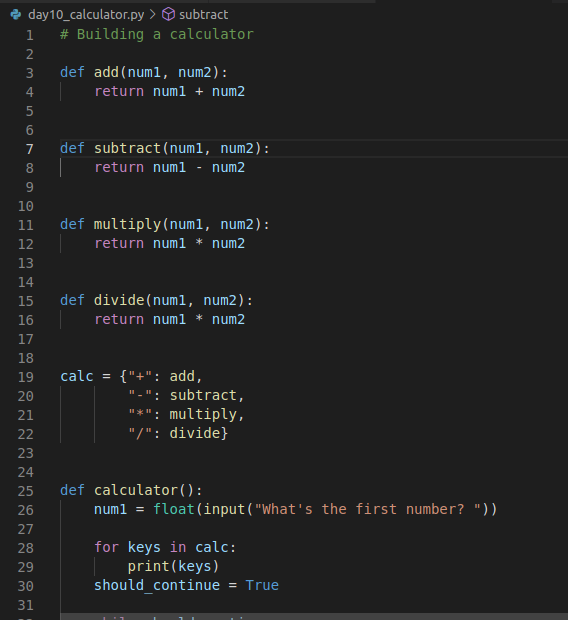 day10_calculator.py > subtract
1 # Building a calculator
2
3 def add(num1, num2):
4     return num1 + num2
5
6
7 def subtract(num1, num2):
8     return num1 - num2
9
10
11 def multiply(num1, num2):
12     return num1 * num2
13
14
15 def divide(num1, num2):
16     return num1 * num2
17
18
19 calc = {"+": add,
20         "-": subtract,
21         "*": multiply,
22         "/": divide}
23
24
25 def calculator():
26     num1 = float(input("What's the first number? "))
27
28     for keys in calc:
29         print(keys)
30     should_continue = True
31